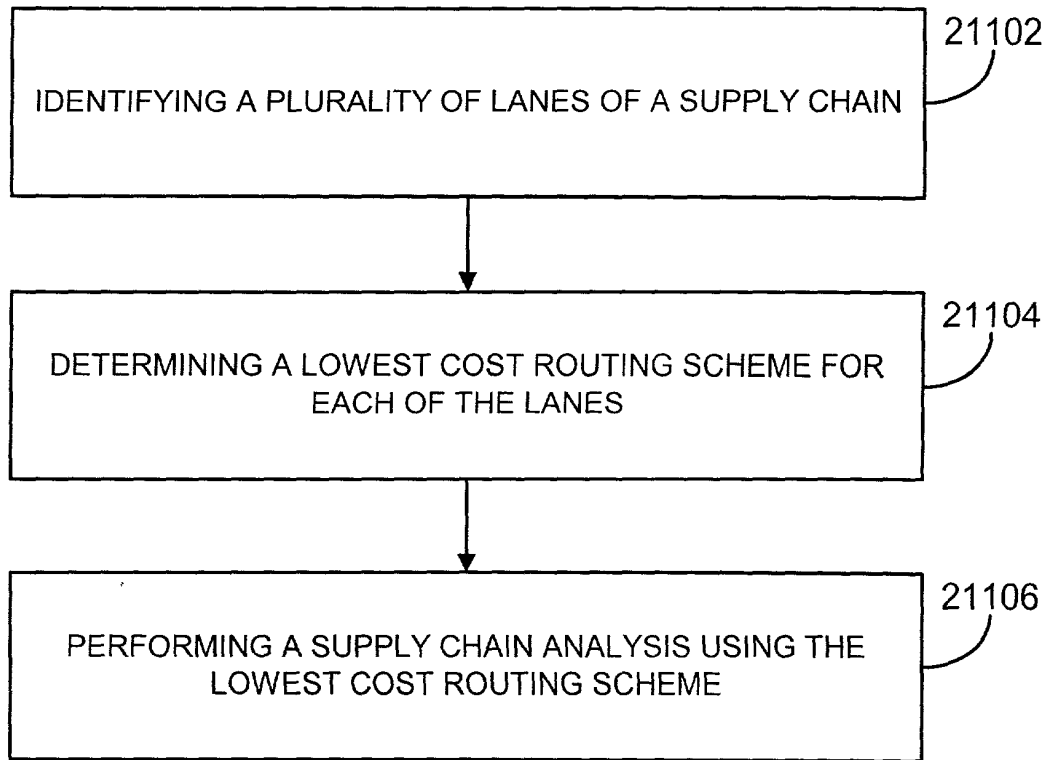 21102
IDENTIFYING A PLURALITY OF LANES OF A SUPPLY CHAIN
21104
DETERMINING A LOWEST COST ROUTING SCHEME FOR
EACH OF THE LANES
21106
PERFORMING A SUPPLY CHAIN ANALYSIS USING THE
LOWEST COST ROUTING SCHEME